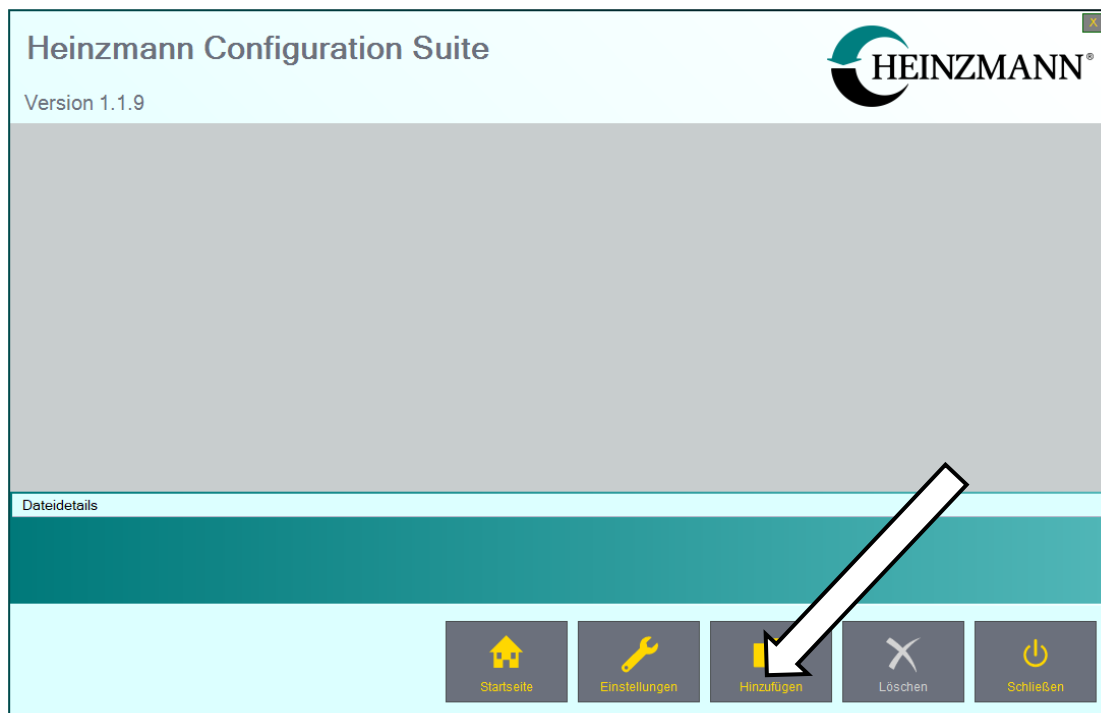 Heinzmann Configuration Suite
X
HEINZMANN®
Version 1.1.9
Dateidetails
Startseite
Einstellungen
Hinzufügen
Löschen
Schließen